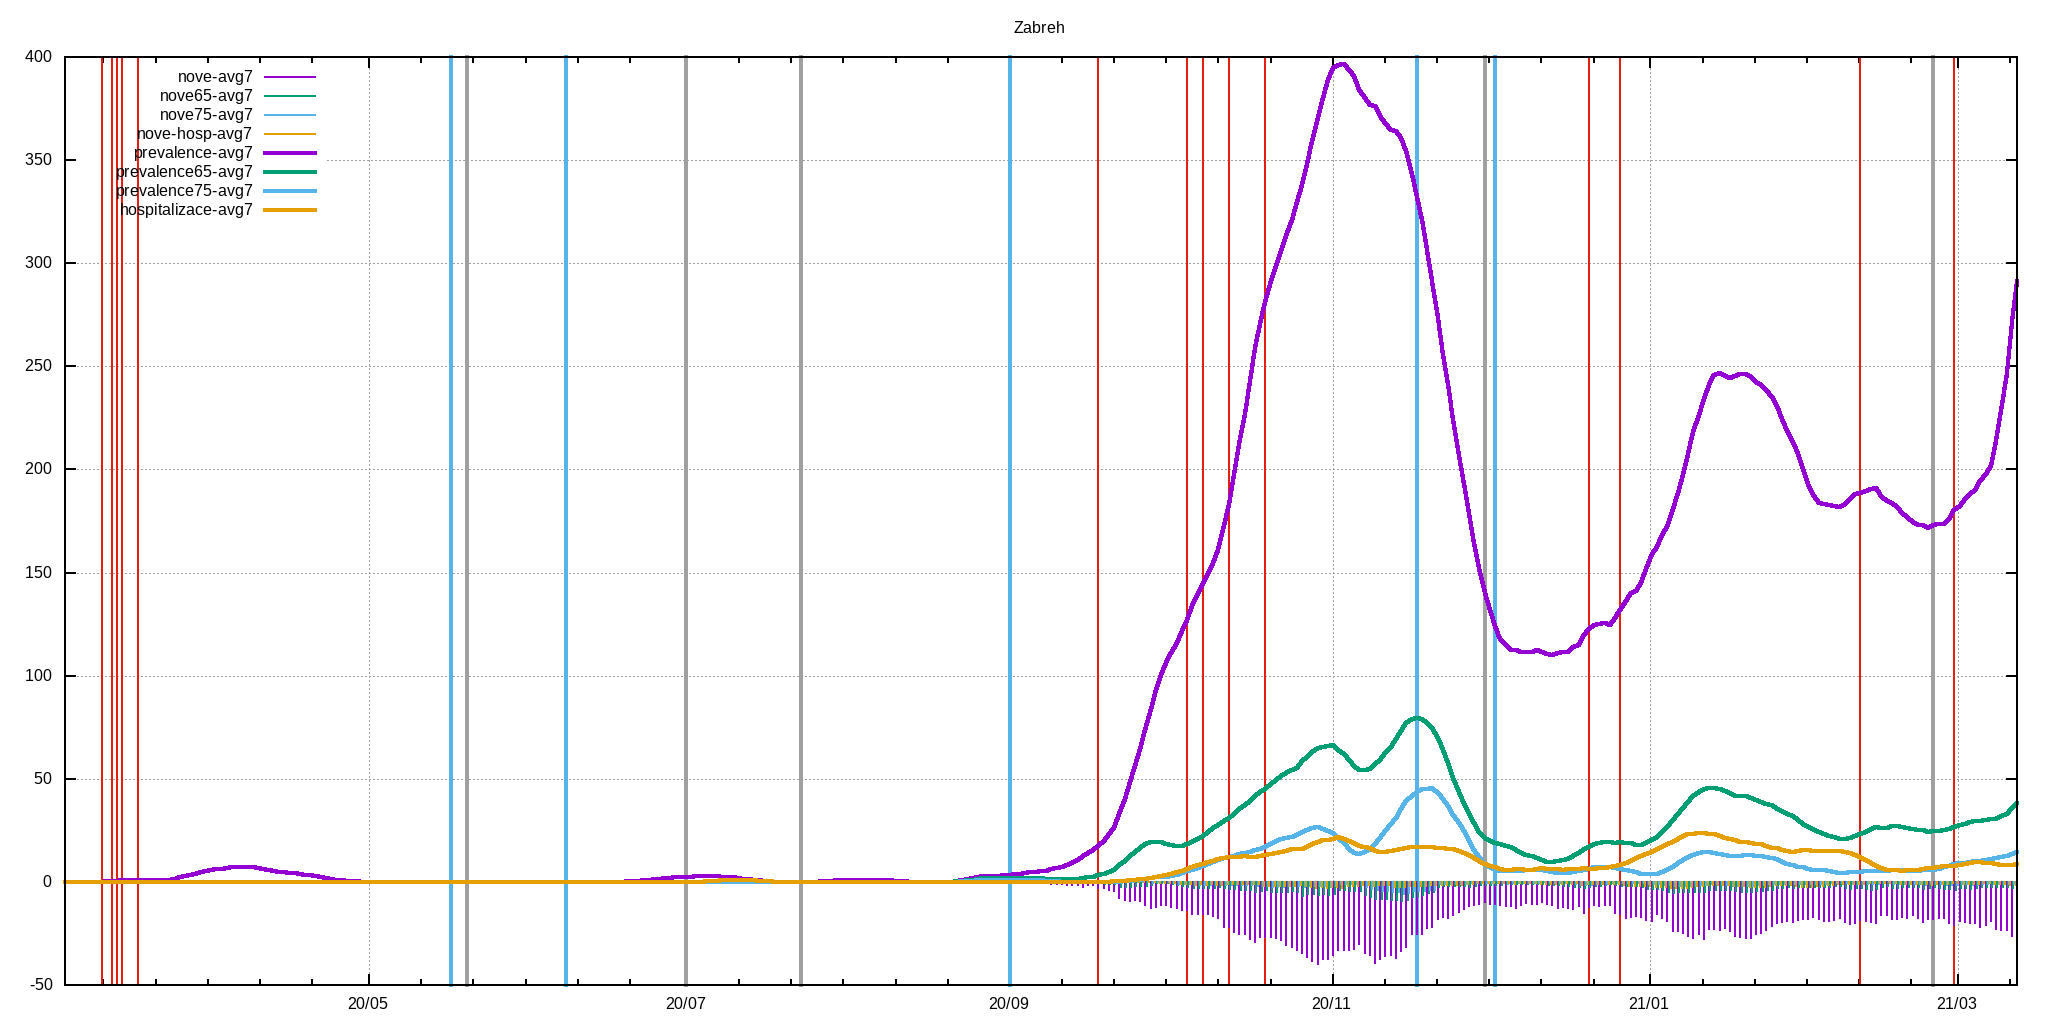 Zabreh
400
350
300
250
200
150
100
50
0
-50
nove-avg7
nove65-avg7
nove75-avg7
nove-hosp-avg7
prevalence-avg7
prevalence65-avg7
prevalence75-avg7
hospitalizace-avg7
20/05
20/07
20/09
20/11
21/01
21/03